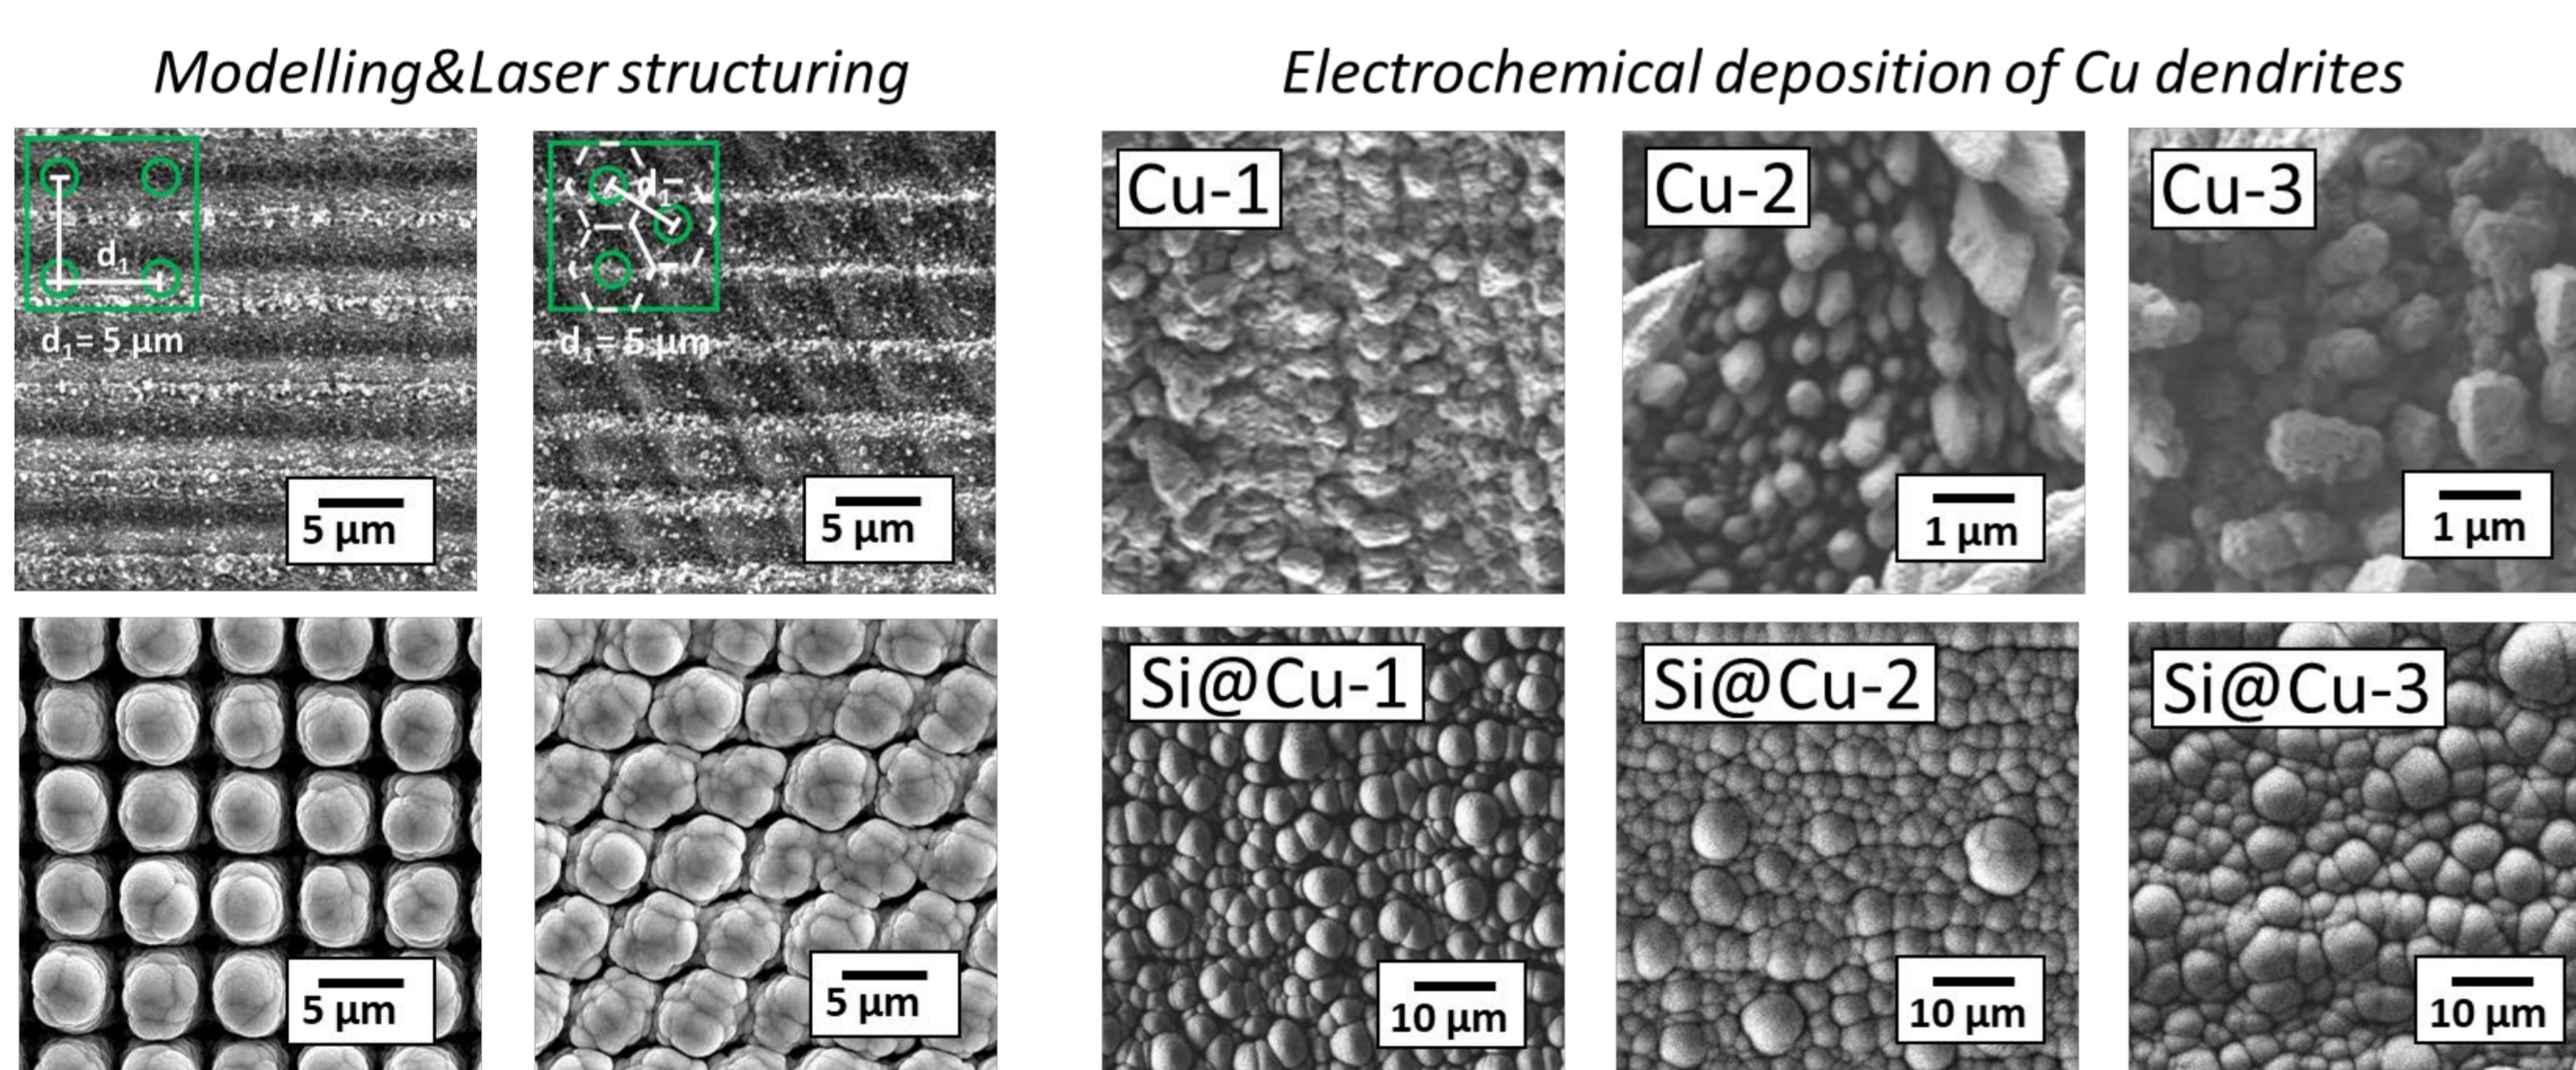 Modelling&Laser structuring
Electrochemical deposition of Cu dendrites
d₁
d₁= 5 μm
5 μm
d₁
d₁= 5 μm
5 μm
Cu-1
Cu-2
1 μm
Cu-3
1 μm
5 μm
5 μm
Si@Cu-1
10 μm
Si@Cu-2
10 μm
Si@Cu-3
10 μm